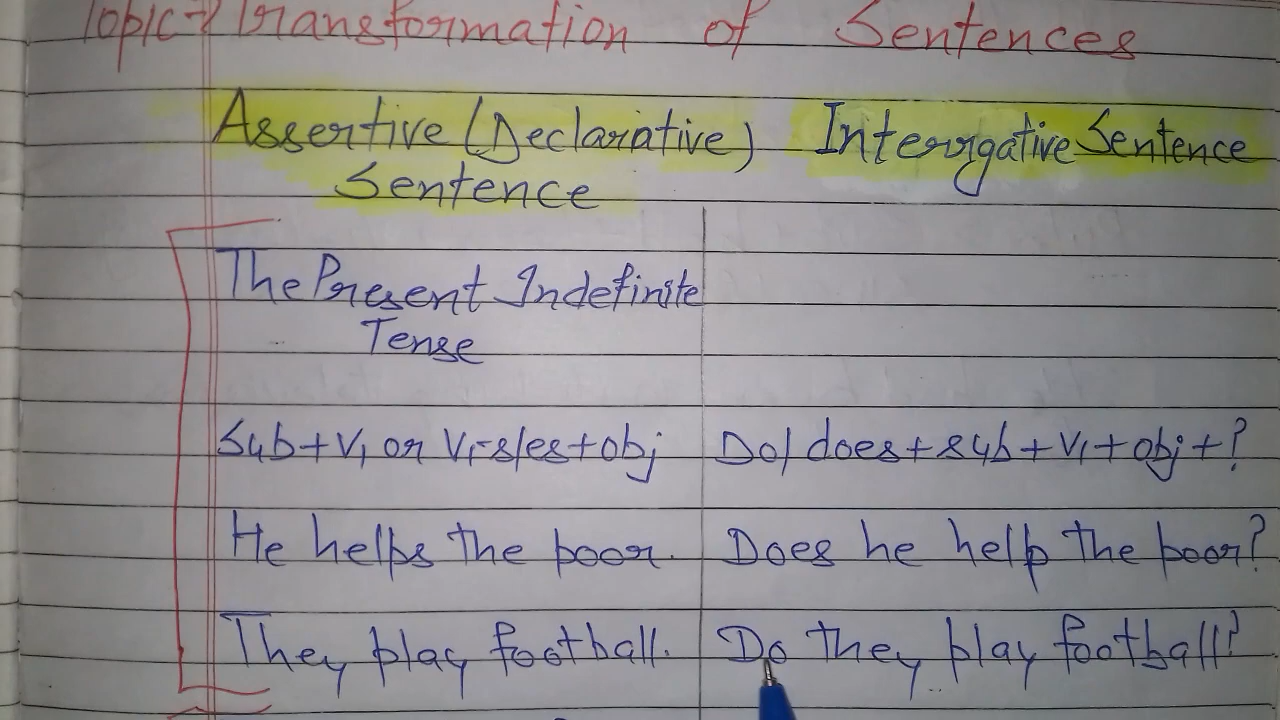 Topic→ Transformation of Sentences
Assertive (Declarative) Interrgative Sentence
Sentence
The Present Indefinite
Tense
Sub+V1 or V1-s/es+obj Do/does+sub+V1+obj+?
He helps the poor. Does he help the poor?
They play football. Do they play football?